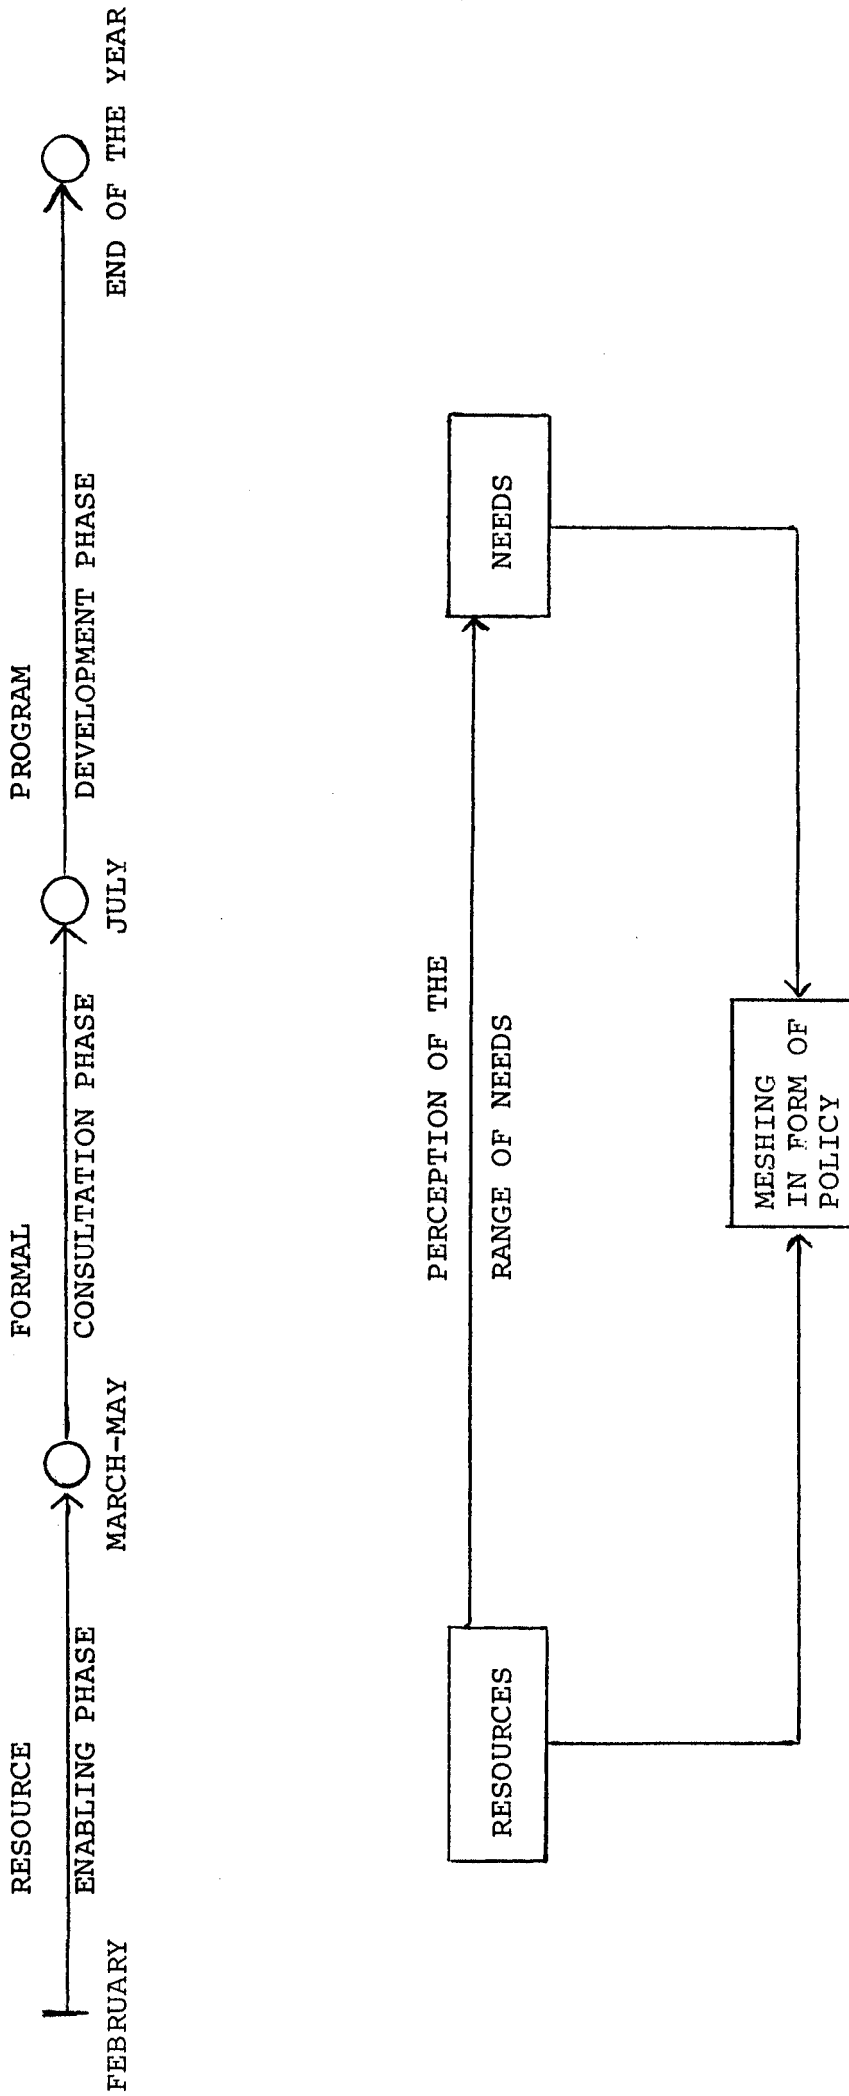 RESOURCE
ENABLING PHASE
FORMAL
CONSULTATION PHASE
PROGRAM
DEVELOPMENT PHASE
FEBRUARY
MARCH-MAY
JULY
END OF THE YEAR
PERCEPTION OF THE
RANGE OF NEEDS
RESOURCES
NEEDS
MESHING
IN FORM OF
POLICY